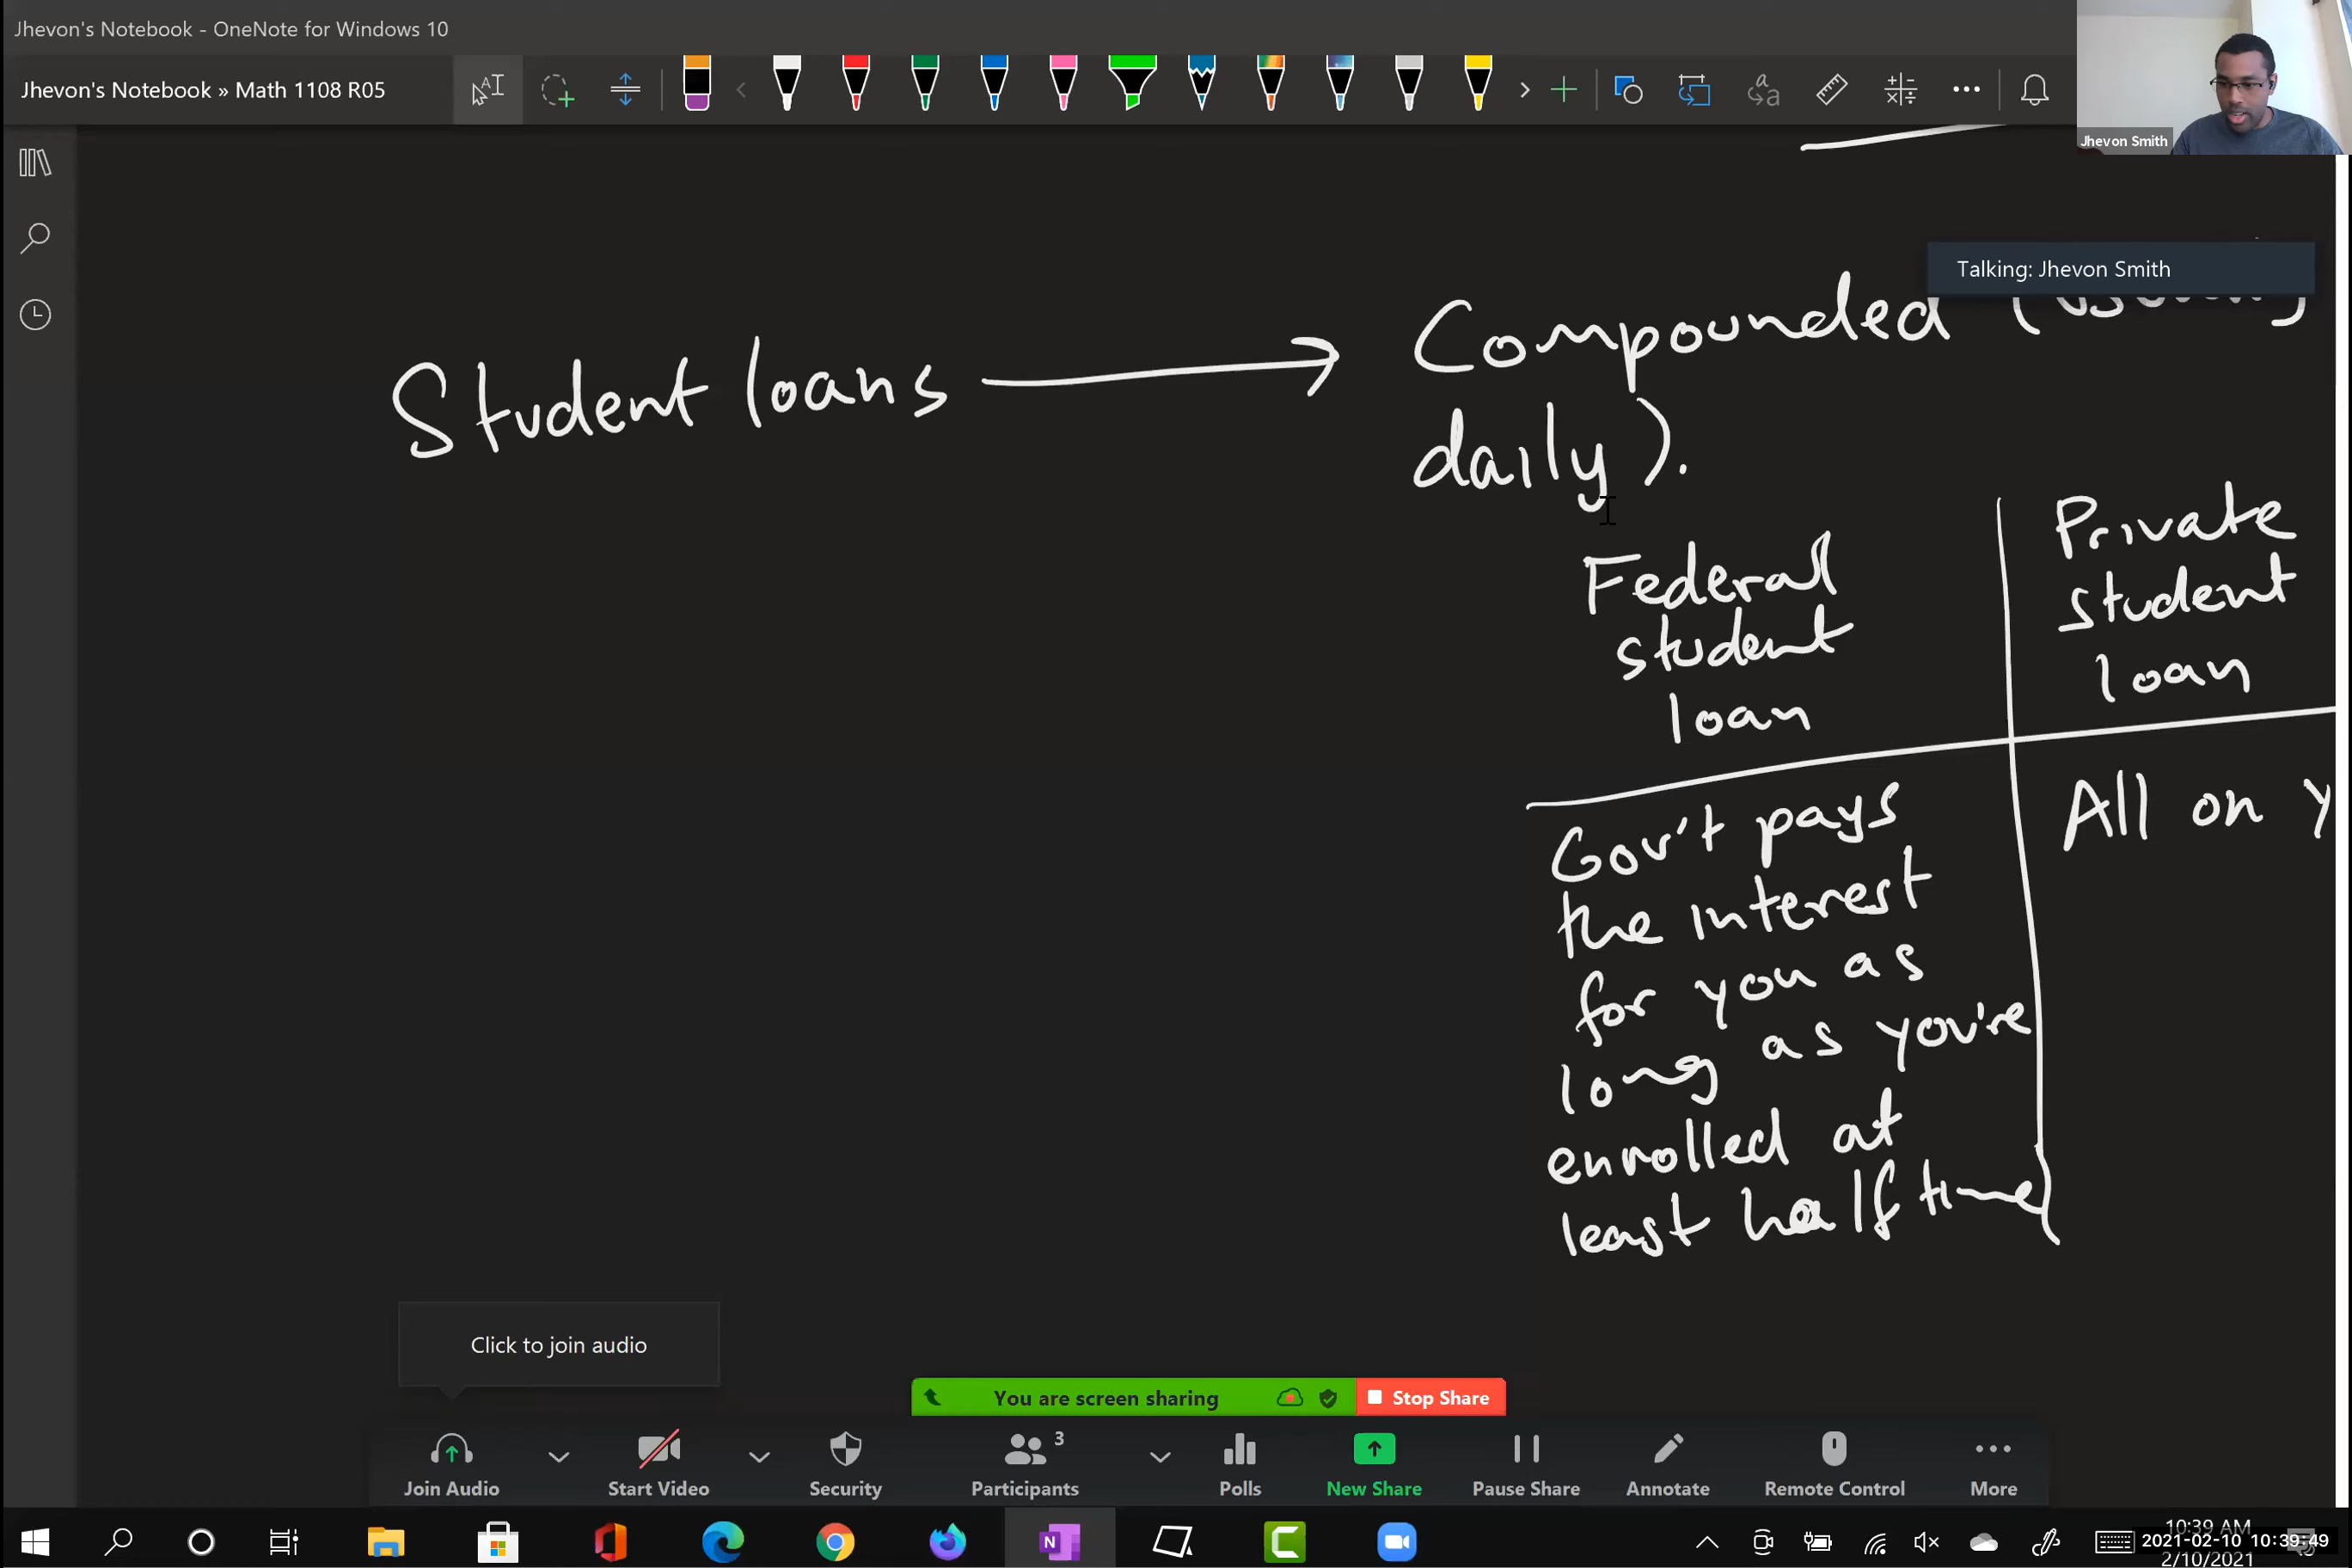 Jhevon's Notebook - OneNote for Windows 10
Jhevon's Notebook » Math 1108 R05
Jhevon Smith
Talking: Jhevon Smith
Student loans → Compounded (
daily).
Federal
student
loan
Private
student
loan
Gov't pays
the interest
for you as
long as you're
enrolled at
least half time
All on y
Click to join audio
You are screen sharing
Stop Share
Join Audio
Start Video
Security
Participants 3
Polls
New Share
Pause Share
Annotate
Remote Control
More
10:39 AM
2021-02-10 10:39:49
2/10/2021